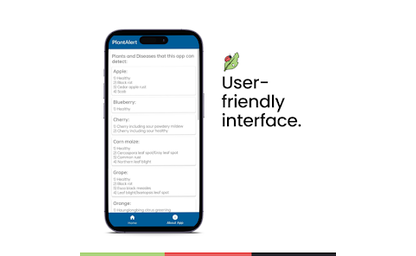 PlantAlert
Plants and Diseases that this app can
detect
Apple:
1) Healthy
2) Black rot
3) Cedar apple rust
4) Scab
Blueberry:
1) Healthy
Cherry:
1) Cherry including sour powdery mildew
2) Cherry including sour healthy
Corn maize:
1) Healthy
2) Cercospora leaf spot/Gray leaf spot
3) Common rust
4) Northern leaf blight
Grape:
1) Healthy
2) Black rot
3) Esca black measles
4) Leaf blight/Isariopsis leaf spot
Orange:
Home
About App
User-
friendly
interface.